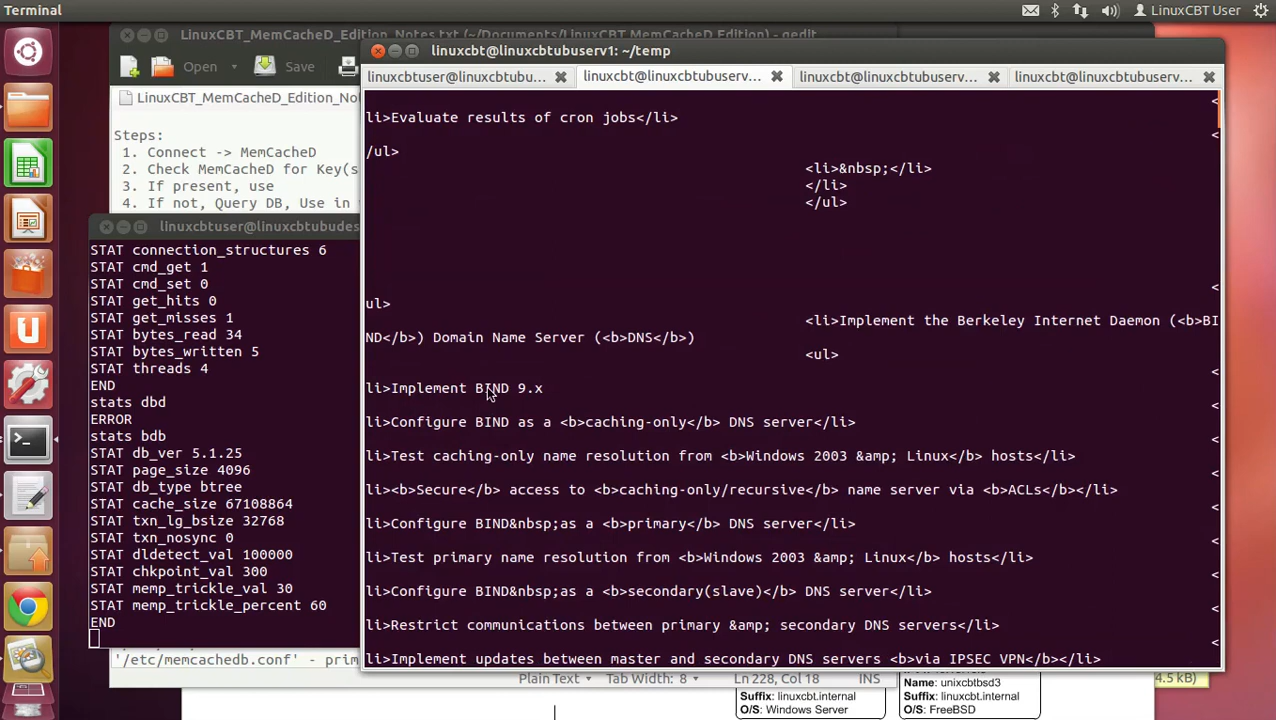 Terminal
LinuxCBT User
LinuxCBT_MemCacheD_Edition_Notes.txt (~/Documents/LinuxCBT_MemCacheD_Edition) - gedit
Open
Save
LinuxCBT_MemCacheD_Edition_No
Steps:
1. Connect -> MemCacheD
2. Check MemCacheD for Key(s
3. If present, use
4. If not, Query DB, Use in
linuxcbtuser@linuxcbtubudes
STAT connection_structures 6
STAT cmd_get 1
STAT cmd_set 0
STAT get_hits 0
STAT get_misses 1
STAT bytes_read 34
STAT bytes_written 5
STAT threads 4
END
stats dbd
ERROR
stats bdb
STAT db_ver 5.1.25
STAT page_size 4096
STAT db_type btree
STAT cache_size 67108864
STAT txn_lg_bsize 32768
STAT txn_nosync 0
STAT dldetect_val 100000
STAT chkpoint_val 300
STAT memp_trickle_val 30
STAT memp_trickle_percent 60
END
'/etc/memcachedb.conf' - prim
linuxcbt@linuxcbtubuserv1: ~/temp
linuxcbtuser@linuxcbtubu...
linuxcbt@linuxcbtubuserv...
linuxcbt@linuxcbtubuserv...
linuxcbt@linuxcbtubuserv...
<
li>Evaluate results of cron jobs</li>
<
/ul>
<li>&nbsp;</li>
</li>
</ul>
<
ul>
<li>Implement the Berkeley Internet Daemon (<b>BI
ND</b>) Domain Name Server (<b>DNS</b>)
<ul>
<
li>Implement BIND 9.x
<
li>Configure BIND as a <b>caching-only</b> DNS server</li>
<
li>Test caching-only name resolution from <b>Windows 2003 &amp; Linux</b> hosts</li>
<
li><b>Secure</b> access to <b>caching-only/recursive</b> name server via <b>ACLs</b></li>
<
li>Configure BIND&nbsp;as a <b>primary</b> DNS server</li>
<
li>Test primary name resolution from <b>Windows 2003 &amp; Linux</b> hosts</li>
<
li>Configure BIND&nbsp;as a <b>secondary(slave)</b> DNS server</li>
<
li>Restrict communications between primary &amp; secondary DNS servers</li>
<
li>Implement updates between master and secondary DNS servers <b>via IPSEC VPN</b></li>
Plain Text
Tab Width: 8
Ln 228, Col 18
INS
4.5 kB)
Suffix: linuxcbt.internal
O/S: Windows Server
Name: unixcbtbsd3
Suffix: linuxcbt.internal
O/S: FreeBSD